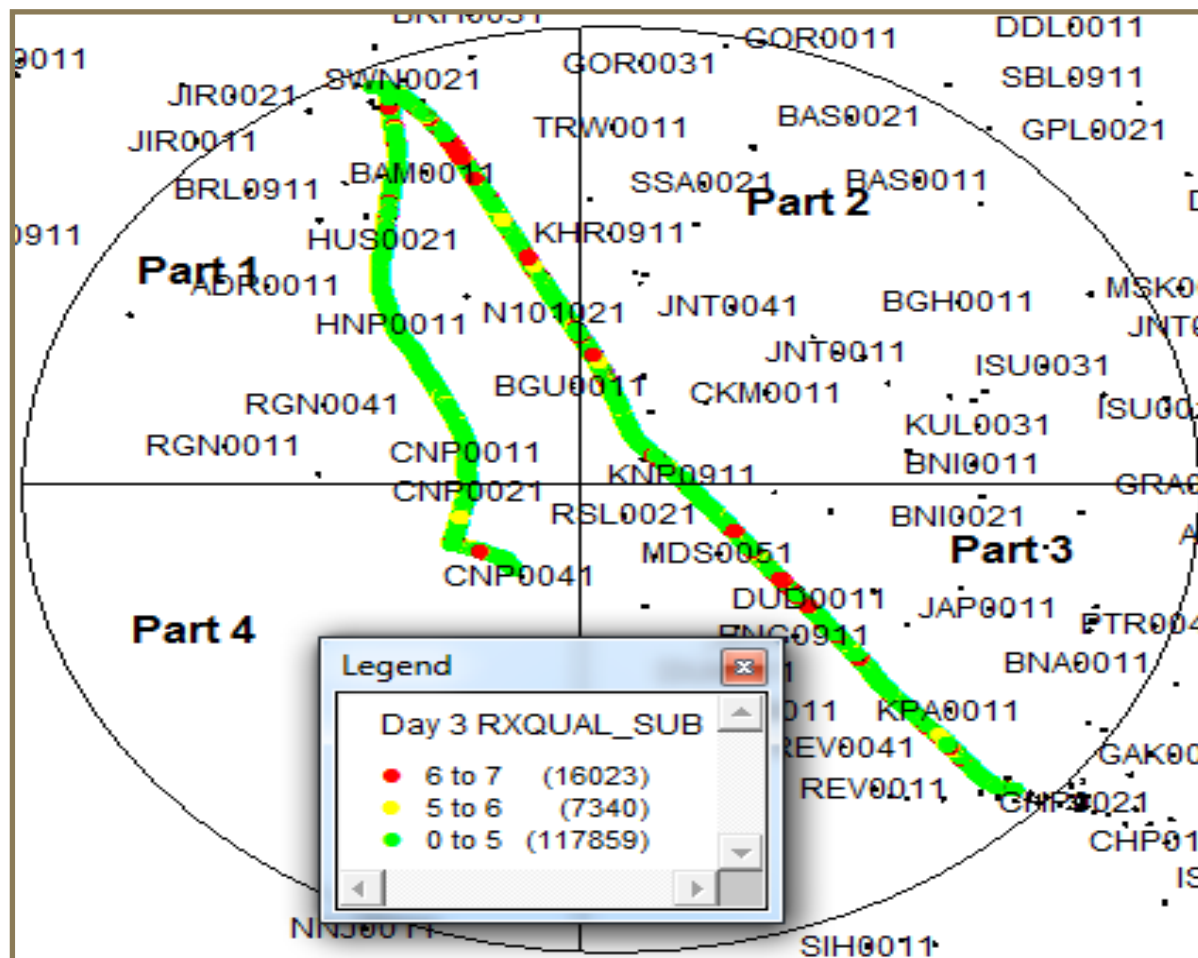 GOR0011
DDL0011
0011
GOR0031
SWN0021
SBL0911
JIR0021
BAS0021
TRW0011
GPL0021
JIR0011
BAM0011
SSA0021
BAS0011
BRL0911
Part 2
0911
HUS0021
KHR0911
Part 1
ADR0011
N101021
JNT0041
BGH0011
HNP0011
JNT0011
ISU0031
BGU0011
CKM0011
RGN0041
KUL0031
RGN0011
CNP0011
BNI0011
KNP0911
CNP0021
RSL0021
BNI0021
MDS0051
Part 3
CNP0041
DUD0011
JAP0011
Part 4
BNA0011
KPA0011
REV0041
REV0011
SIH0011
Legend
Day 3 RXQUAL_SUB
6 to 7 (16023)
5 to 6 (7340)
0 to 5 (117859)